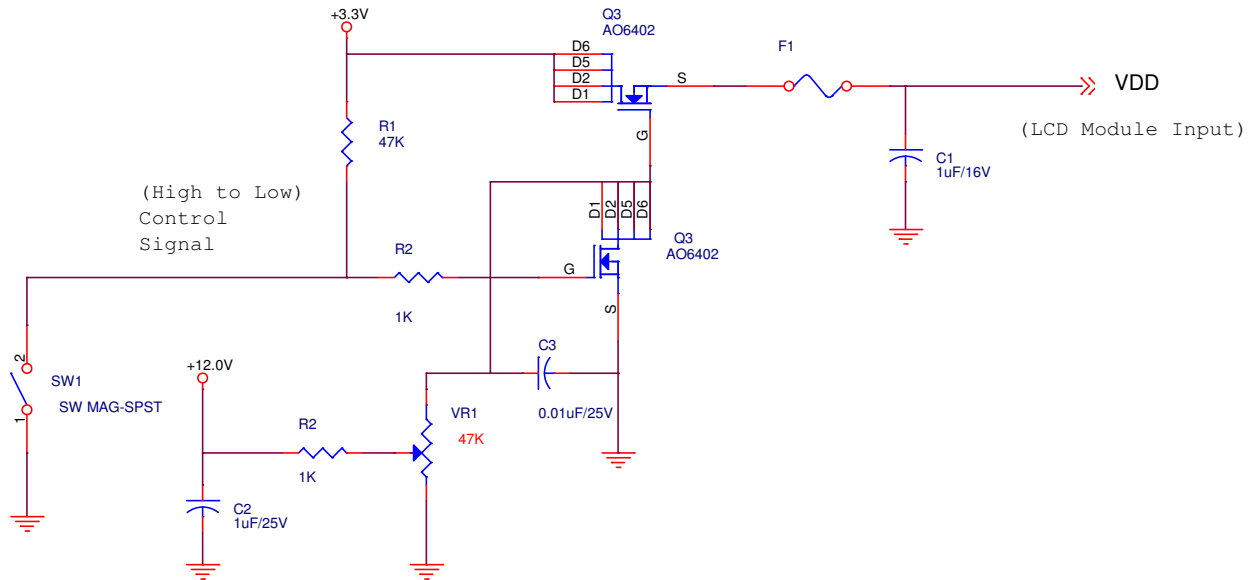 +3.3V
Q3
AO6402
D6
D5
D2
D1
S
G
F1
VDD
(LCD Module Input)
R1
47K
C1
1uF/16V
(High to Low)
Control
Signal
D1
D2
D5
D6
Q3
AO6402
R2
1K
G
S
2
1
SW1
SW MAG-SPST
+12.0V
C3
0.01uF/25V
VR1
47K
R2
1K
C2
1uF/25V